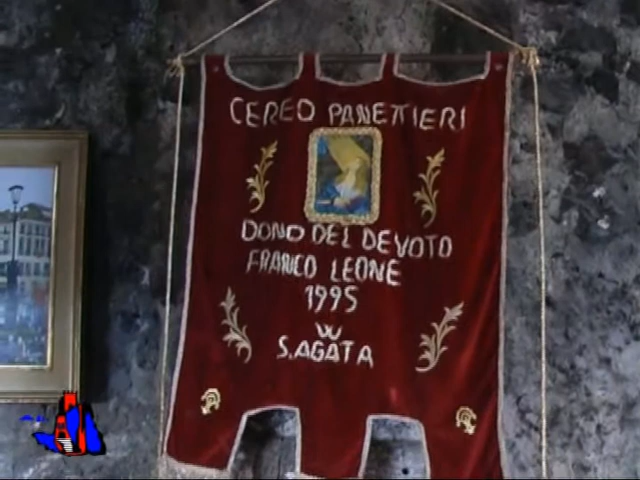 CEREO PANETTIERI
DONO DEL DEVOTO
FRANCO LEONE
1995
W
S.AGATA